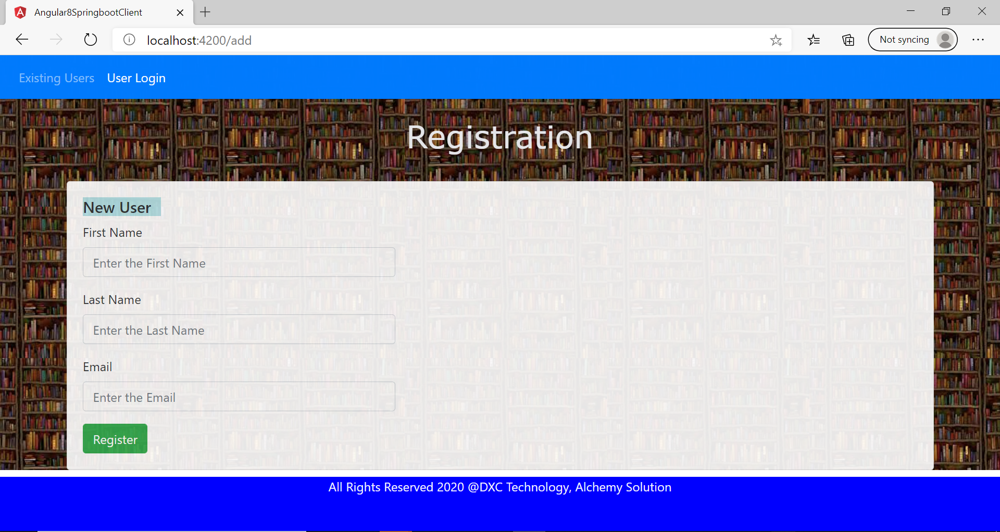 Angular8SpringbootClient
localhost:4200/add
Not syncing
Existing Users User Login
Registration
New User
First Name
Enter the First Name
Last Name
Enter the Last Name
Email
Enter the Email
Register
All Rights Reserved 2020 @DXC Technology, Alchemy Solution